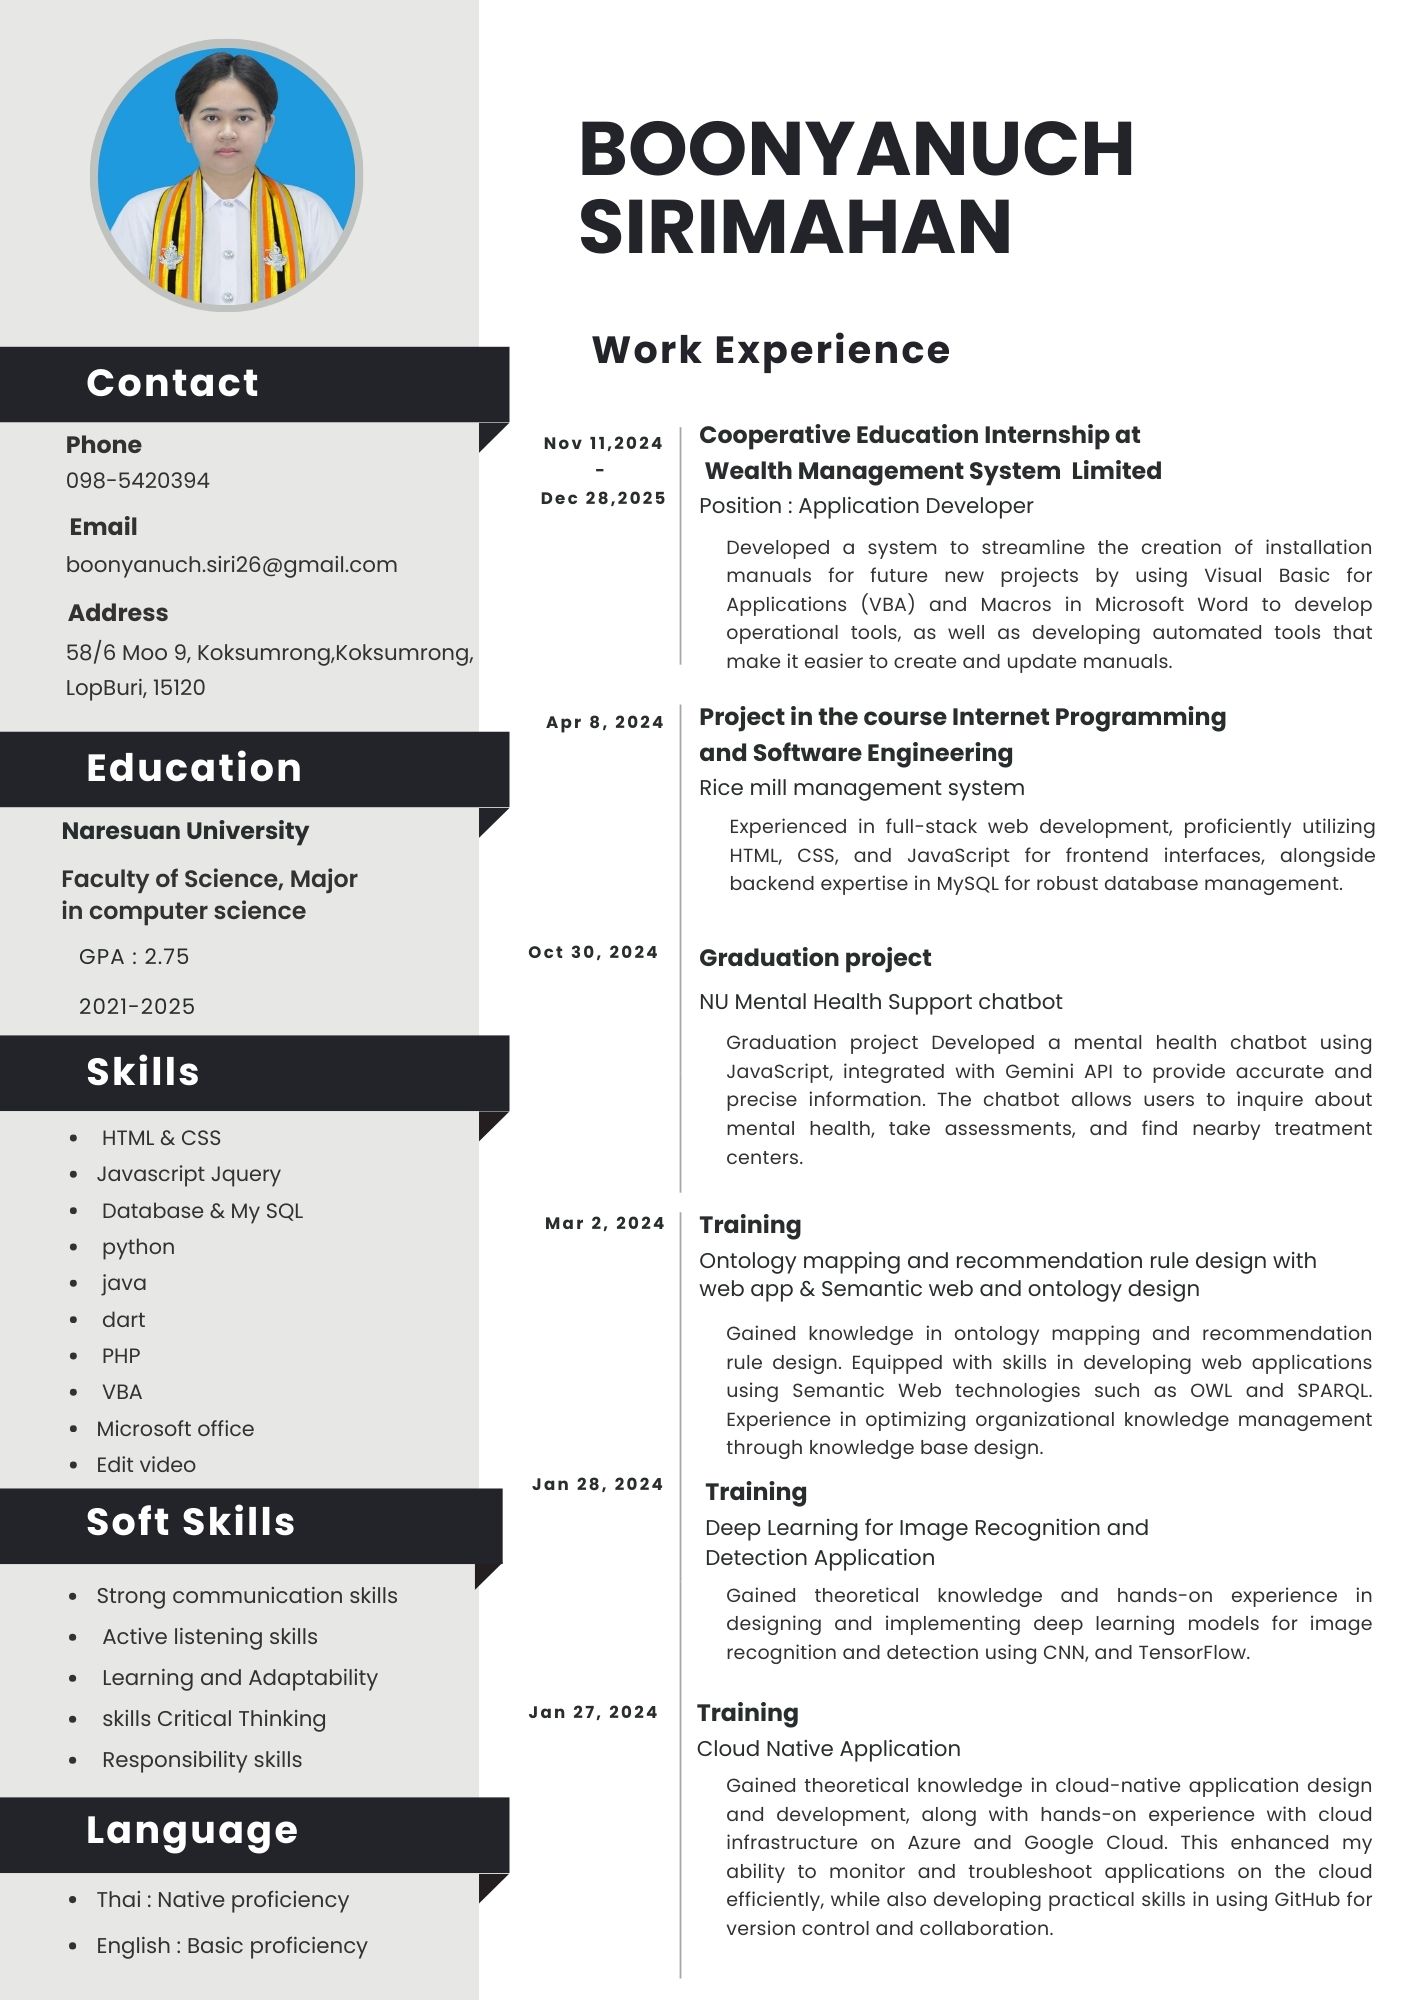 BOONYANUCH
SIRIMAHAN
Contact
Phone
098-5420394
Email
boonyanuch.siri26@gmail.com
Address
58/6 Moo 9, Koksumrong,Koksumrong,
LopBuri, 15120
Education
Naresuan University
Faculty of Science, Major
in computer science
GPA : 2.75
2021-2025
Skills
• HTML & CSS
• Javascript Jquery
• Database & My SQL
• python
• java
• dart
• PHP
• VBA
• Microsoft office
• Edit video
Soft Skills
• Strong communication skills
• Active listening skills
• Learning and Adaptability
• skills Critical Thinking
• Responsibility skills
Language
• Thai : Native proficiency
• English : Basic proficiency
Work Experience
Nov 11,2024
-
Dec 28,2025
Cooperative Education Internship at
Wealth Management System Limited
Position : Application Developer
Developed a system to streamline the creation of installation
manuals for future new projects by using Visual Basic for
Applications (VBA) and Macros in Microsoft Word to develop
operational tools, as well as developing automated tools that
make it easier to create and update manuals.
Apr 8, 2024
Project in the course Internet Programming
and Software Engineering
Rice mill management system
Experienced in full-stack web development, proficiently utilizing
HTML, CSS, and JavaScript for frontend interfaces, alongside
backend expertise in MySQL for robust database management.
Oct 30, 2024
Graduation project
NU Mental Health Support chatbot
Graduation project Developed a mental health chatbot using
JavaScript, integrated with Gemini API to provide accurate and
precise information. The chatbot allows users to inquire about
mental health, take assessments, and find nearby treatment
centers.
Mar 2, 2024
Training
Ontology mapping and recommendation rule design with
web app & Semantic web and ontology design
Gained knowledge in ontology mapping and recommendation
rule design. Equipped with skills in developing web applications
using Semantic Web technologies such as OWL and SPARQL.
Experience in optimizing organizational knowledge management
through knowledge base design.
Jan 28, 2024
Training
Deep Learning for Image Recognition and
Detection Application
Gained theoretical knowledge and hands-on experience in
designing and implementing deep learning models for image
recognition and detection using CNN, and TensorFlow.
Jan 27, 2024
Training
Cloud Native Application
Gained theoretical knowledge in cloud-native application design
and development, along with hands-on experience with cloud
infrastructure on Azure and Google Cloud. This enhanced my
ability to monitor and troubleshoot applications on the cloud
efficiently, while also developing practical skills in using GitHub for
version control and collaboration.